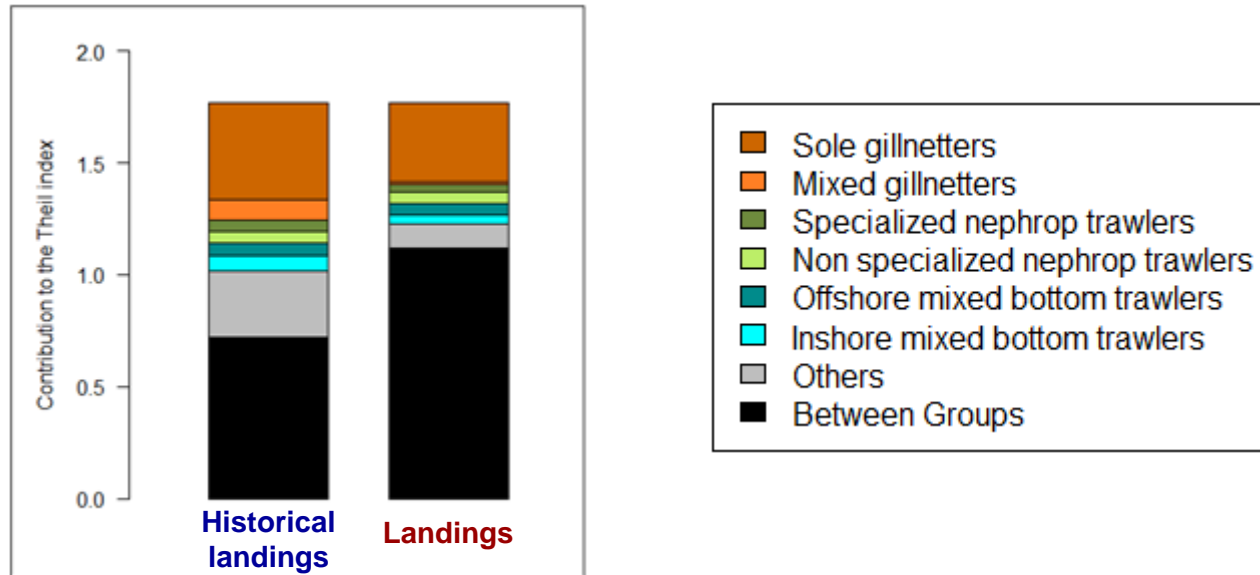 Contribution to the Theil index
2.0
1.5
1.0
0.5
0.0
Historical
landings
Landings
Sole gillnetters
Mixed gillnetters
Specialized nephrop trawlers
Non specialized nephrop trawlers
Offshore mixed bottom trawlers
Inshore mixed bottom trawlers
Others
Between Groups